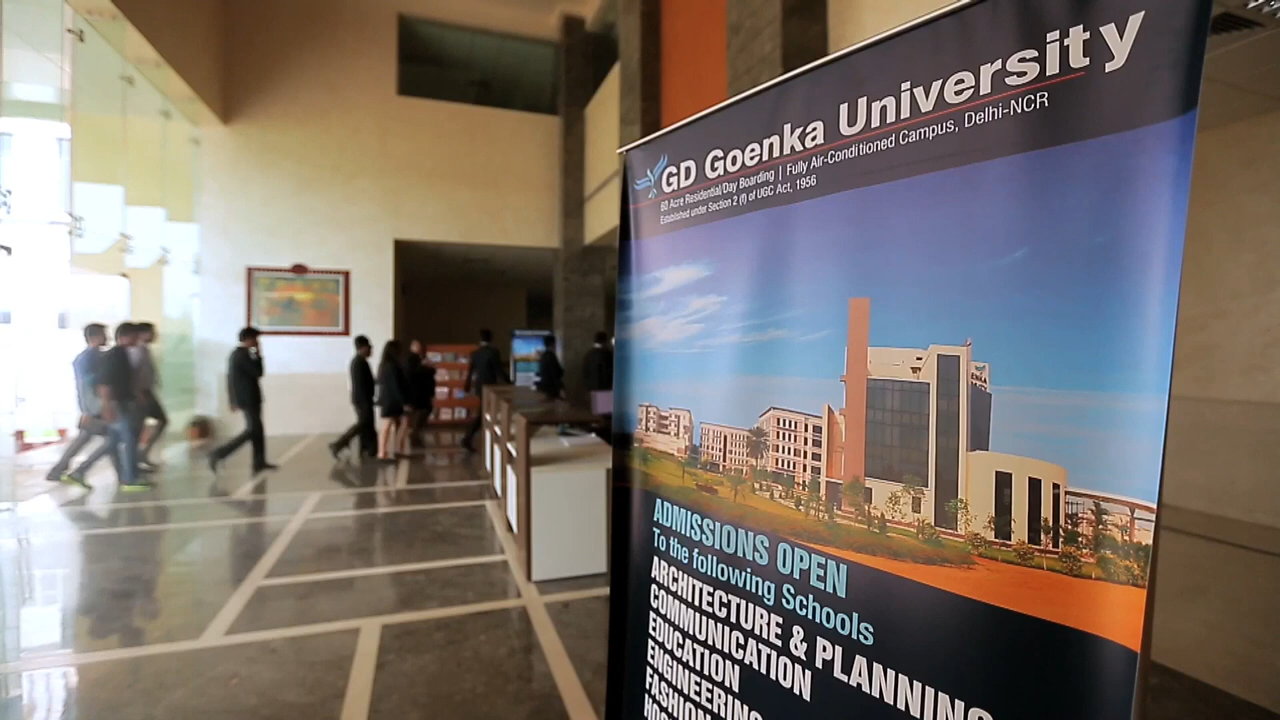 GD Goenka University
60 Acre Residential/Day Boarding | Fully Air-Conditioned Campus, Delhi-NCR
Established under Section 2 (f) of UGC Act, 1956
ADMISSIONS OPEN
To the following Schools
ARCHITECTURE & PLANNING
COMMUNICATION
EDUCATION
ENGINEERING
FASHION